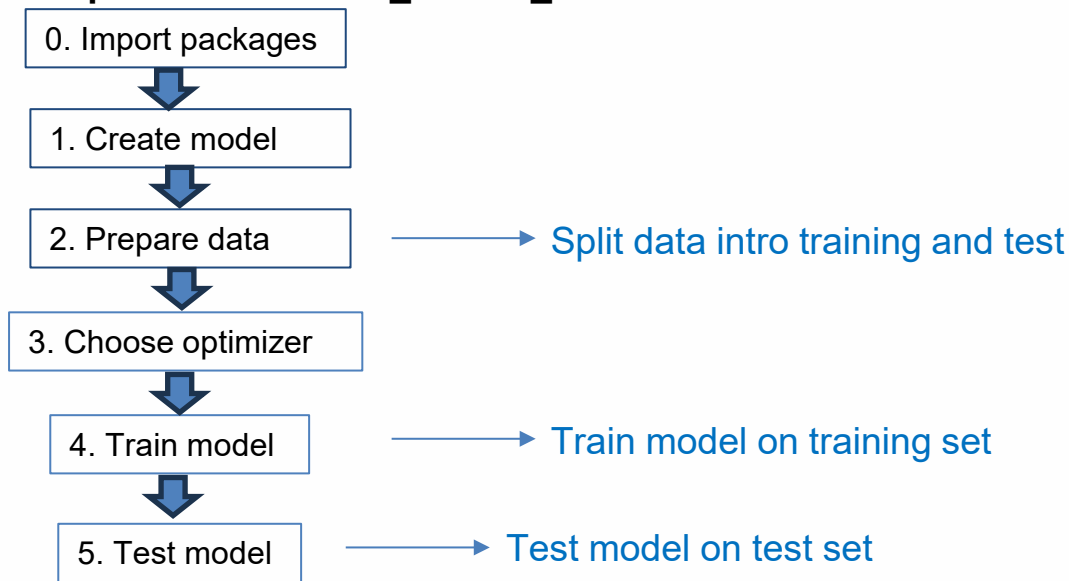 0. Import packages
1. Create model
2. Prepare data
Split data intro training and test
3. Choose optimizer
4. Train model
Train model on training set
5. Test model
Test model on test set